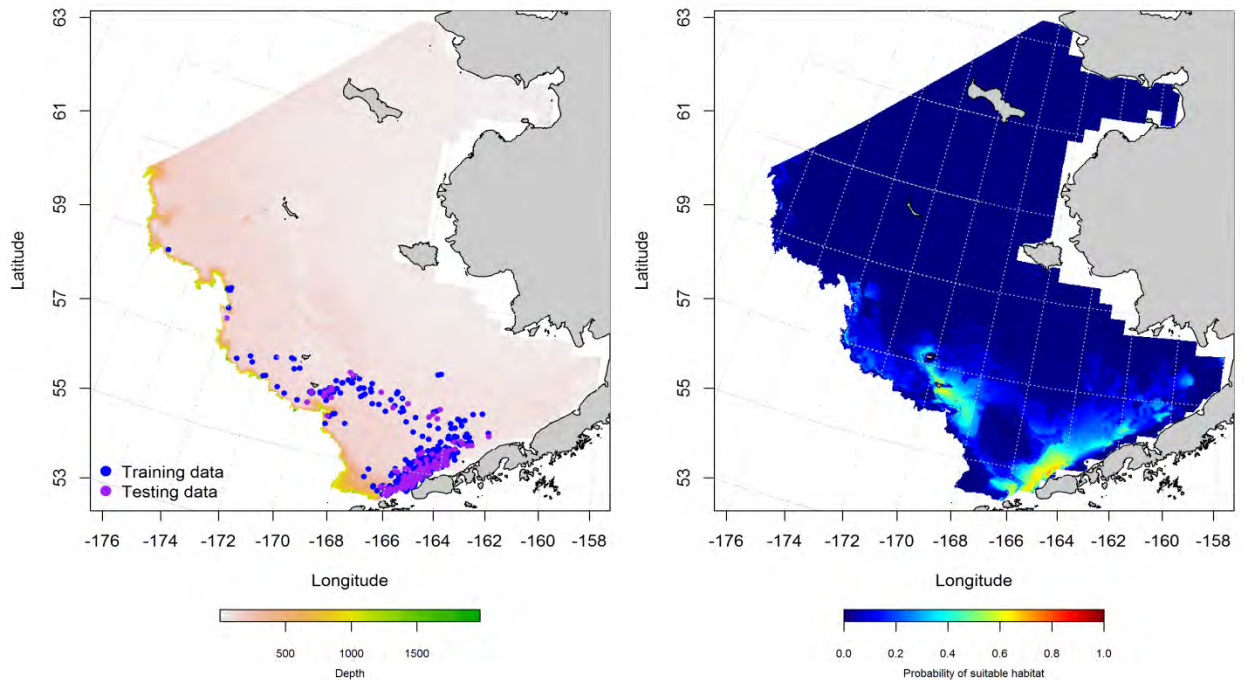 63
61
59
57
55
53
Latitude
Training data
Testing data
-176 -174 -172 -170 -168 -166 -164 -162 -160 -158
Longitude
500 1000 1500
Depth
63
61
59
57
55
53
Latitude
-176 -174 -172 -170 -168 -166 -164 -162 -160 -158
Longitude
0.0 0.2 0.4 0.6 0.8 1.0
Probability of suitable habitat